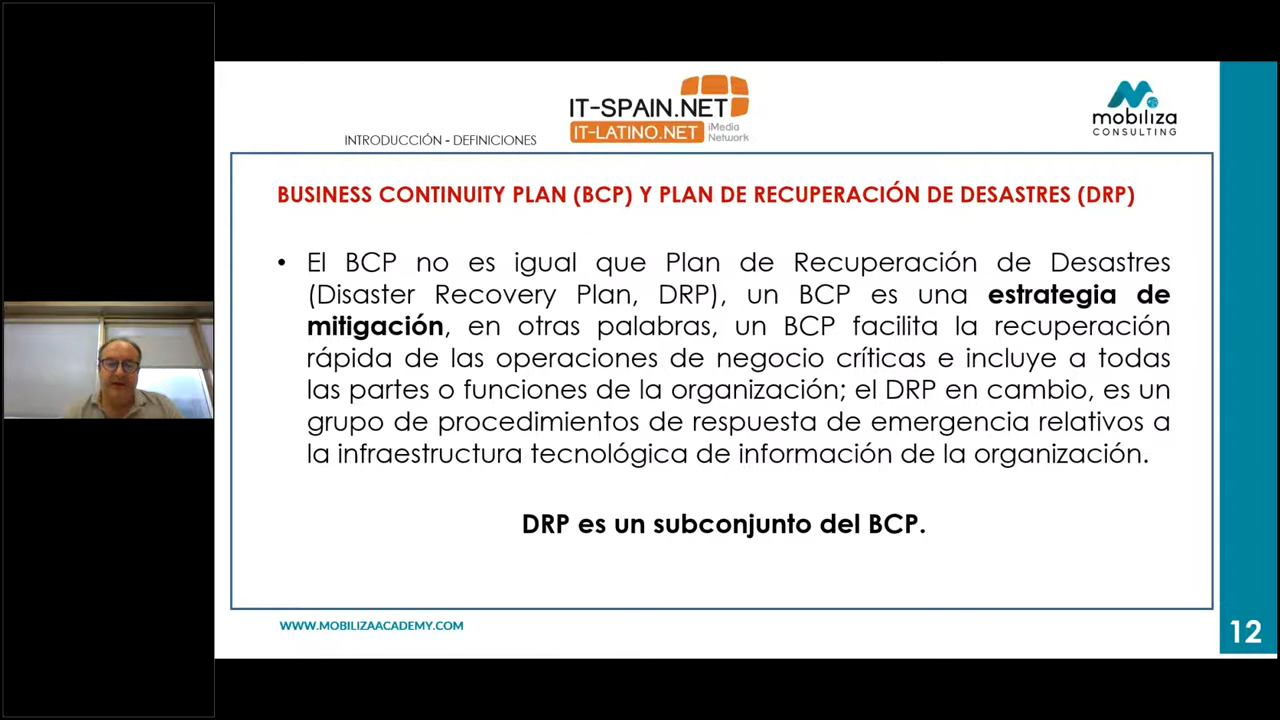 IT-SPAIN.NET
IT-LATINO.NET
iMedia
Network
mobiliza
CONSULTING
INTRODUCCIÓN - DEFINICIONES
BUSINESS CONTINUITY PLAN (BCP) Y PLAN DE RECUPERACIÓN DE DESASTRES (DRP)
• El BCP no es igual que Plan de Recuperación de Desastres
(Disaster Recovery Plan, DRP), un BCP es una estrategia de
mitigación, en otras palabras, un BCP facilita la recuperación
rápida de las operaciones de negocio críticas e incluye a todas
las partes o funciones de la organización; el DRP en cambio, es un
grupo de procedimientos de respuesta de emergencia relativos a
la infraestructura tecnológica de información de la organización.
DRP es un subconjunto del BCP.
WWW.MOBILIZAACADEMY.COM
12